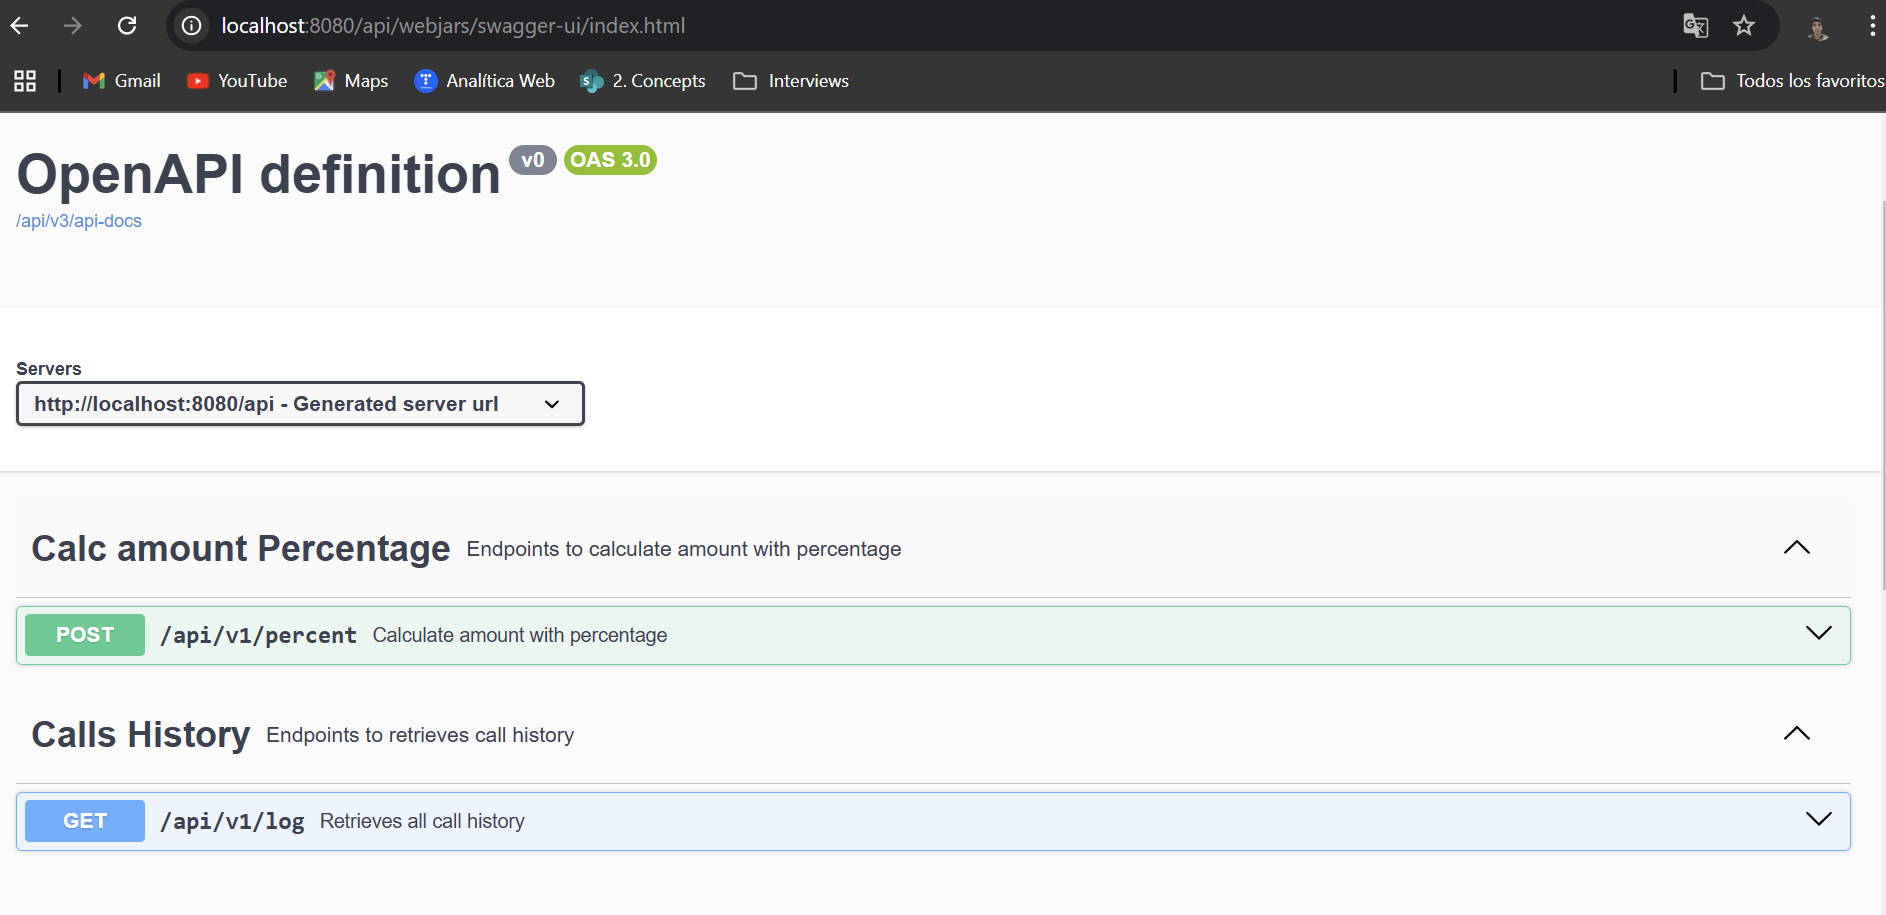 localhost:8080/api/webjars/swagger-ui/index.html
Gmail YouTube Maps Analítica Web 2. Concepts Interviews Todos los favoritos
OpenAPI definition v0 OAS 3.0
/api/v3/api-docs
Servers
http://localhost:8080/api - Generated server url
Calc amount Percentage Endpoints to calculate amount with percentage
POST /api/v1/percent Calculate amount with percentage
Calls History Endpoints to retrieves call history
GET /api/v1/log Retrieves all call history